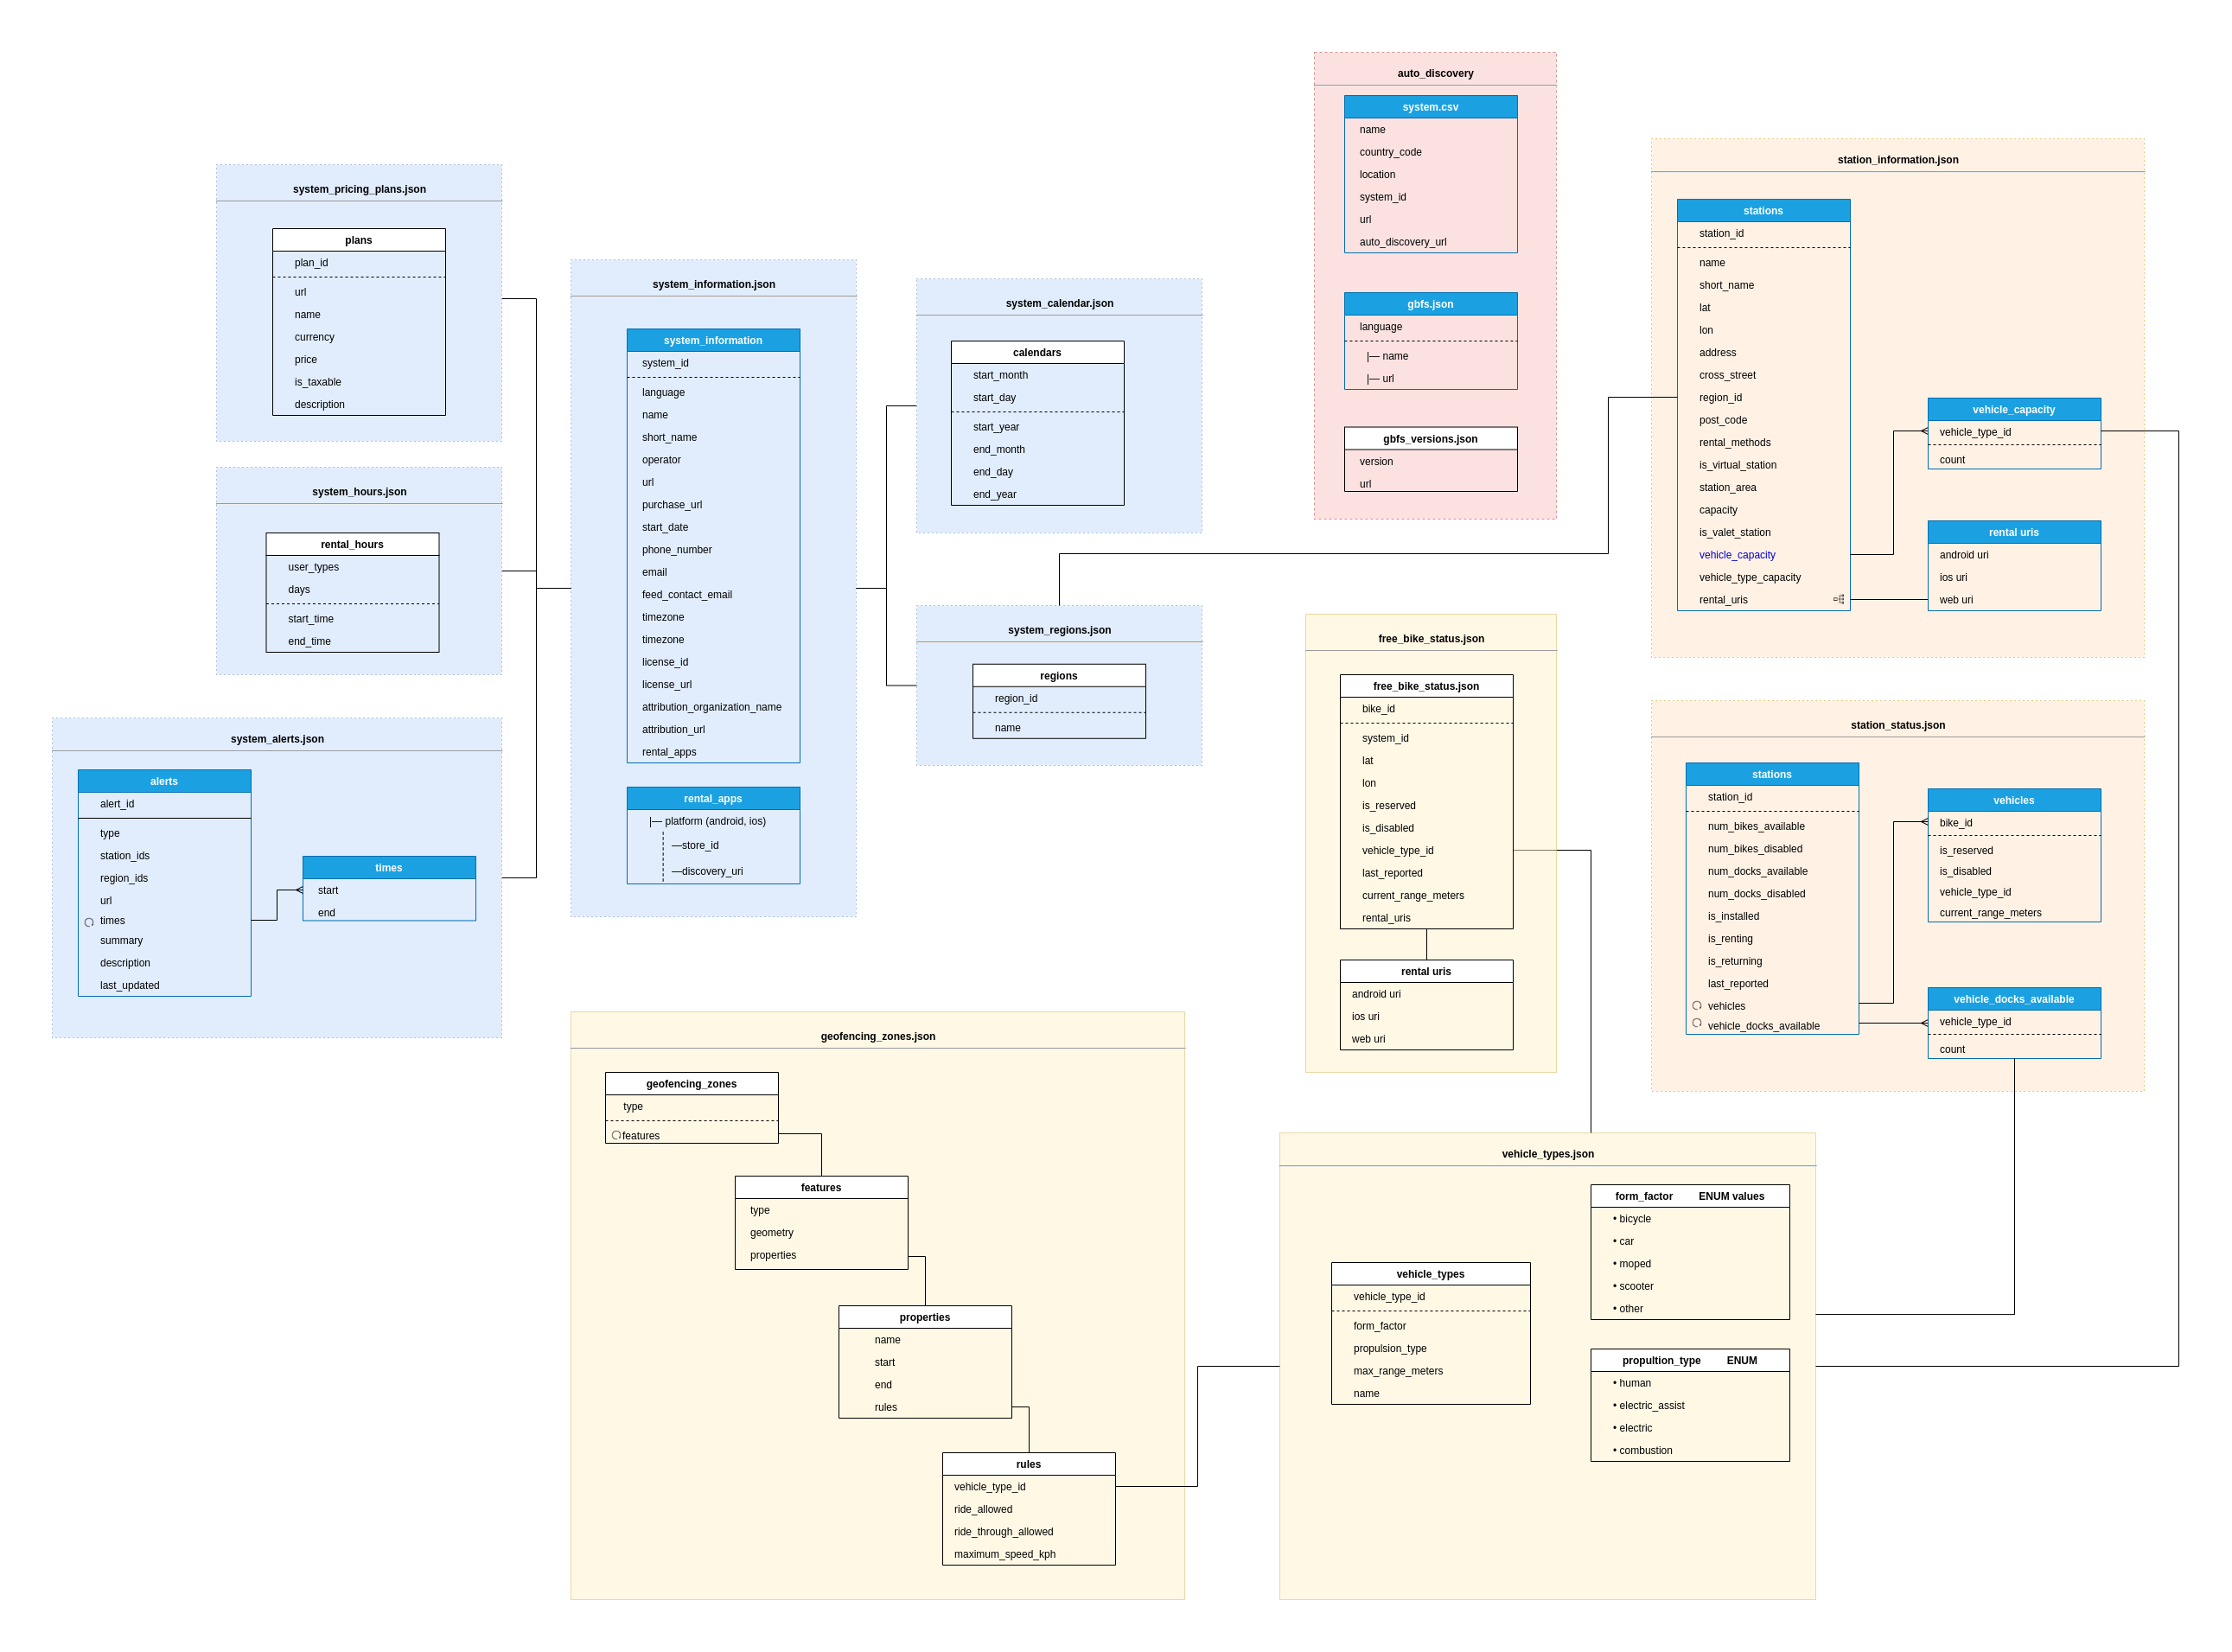 auto_discovery
system.csv
name
country_code
location
system_id
url
auto_discovery_url
gbfs.json
language
|— name
|— url
gbfs_versions.json
version
url
station_information.json
stations
station_id
name
short_name
lat
lon
address
cross_street
region_id
post_code
rental_methods
is_virtual_station
station_area
capacity
is_valet_station
vehicle_capacity
vehicle_type_capacity
rental_uris
vehicle_capacity
vehicle_type_id
count
rental uris
android uri
ios uri
web uri
system_pricing_plans.json
plans
plan_id
url
name
currency
price
is_taxable
description
system_hours.json
rental_hours
user_types
days
start_time
end_time
system_alerts.json
alerts
alert_id
type
station_ids
region_ids
url
times
summary
description
last_updated
times
start
end
system_information.json
system_information
system_id
language
name
short_name
operator
url
purchase_url
start_date
phone_number
email
feed_contact_email
timezone
timezone
license_id
license_url
attribution_organization_name
attribution_url
rental_apps
rental_apps
|— platform (android, ios)
—store_id
—discovery_uri
system_calendar.json
calendars
start_month
start_day
start_year
end_month
end_day
end_year
system_regions.json
regions
region_id
name
free_bike_status.json
free_bike_status.json
bike_id
system_id
lat
lon
is_reserved
is_disabled
vehicle_type_id
last_reported
current_range_meters
rental_uris
rental uris
android uri
ios uri
web uri
station_status.json
stations
station_id
num_bikes_available
num_bikes_disabled
num_docks_available
num_docks_disabled
is_installed
is_renting
is_returning
last_reported
vehicles
vehicle_docks_available
vehicles
bike_id
is_reserved
is_disabled
vehicle_type_id
current_range_meters
vehicle_docks_available
vehicle_type_id
count
geofencing_zones.json
geofencing_zones
type
features
features
type
geometry
properties
properties
name
start
end
rules
rules
vehicle_type_id
ride_allowed
ride_through_allowed
maximum_speed_kph
vehicle_types.json
vehicle_types
vehicle_type_id
form_factor
propulsion_type
max_range_meters
name
form_factor ENUM values
• bicycle
• car
• moped
• scooter
• other
propultion_type ENUM
• human
• electric_assist
• electric
• combustion